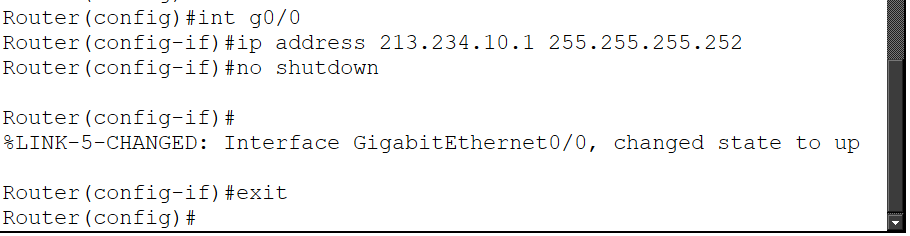 Router(config)#int g0/0
Router(config-if)#ip address 213.234.10.1 255.255.255.252
Router(config-if)#no shutdown
Router(config-if)#
%LINK-5-CHANGED: Interface GigabitEthernet0/0, changed state to up
Router(config-if)#exit
Router(config)#